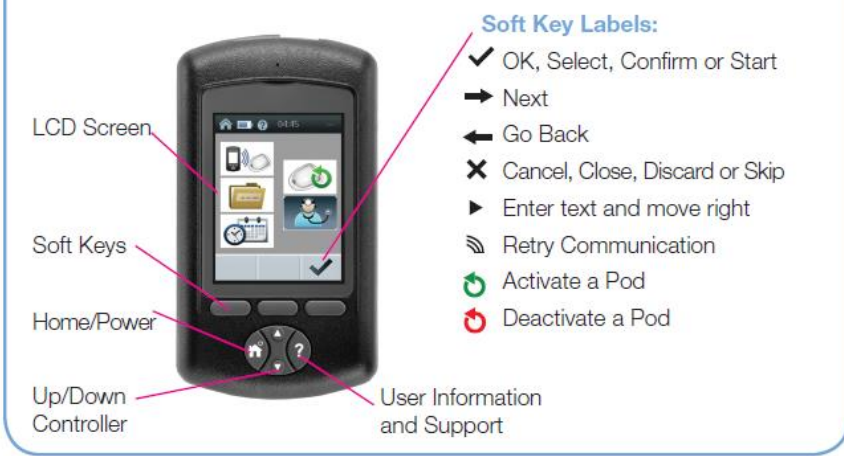 Soft Key Labels:
OK, Select, Confirm or Start
Next
Go Back
Cancel, Close, Discard or Skip
Enter text and move right
Retry Communication
Activate a Pod
Deactivate a Pod
LCD Screen
04:45
Soft Keys
Home/Power
?
Up/Down
Controller
User Information
and Support